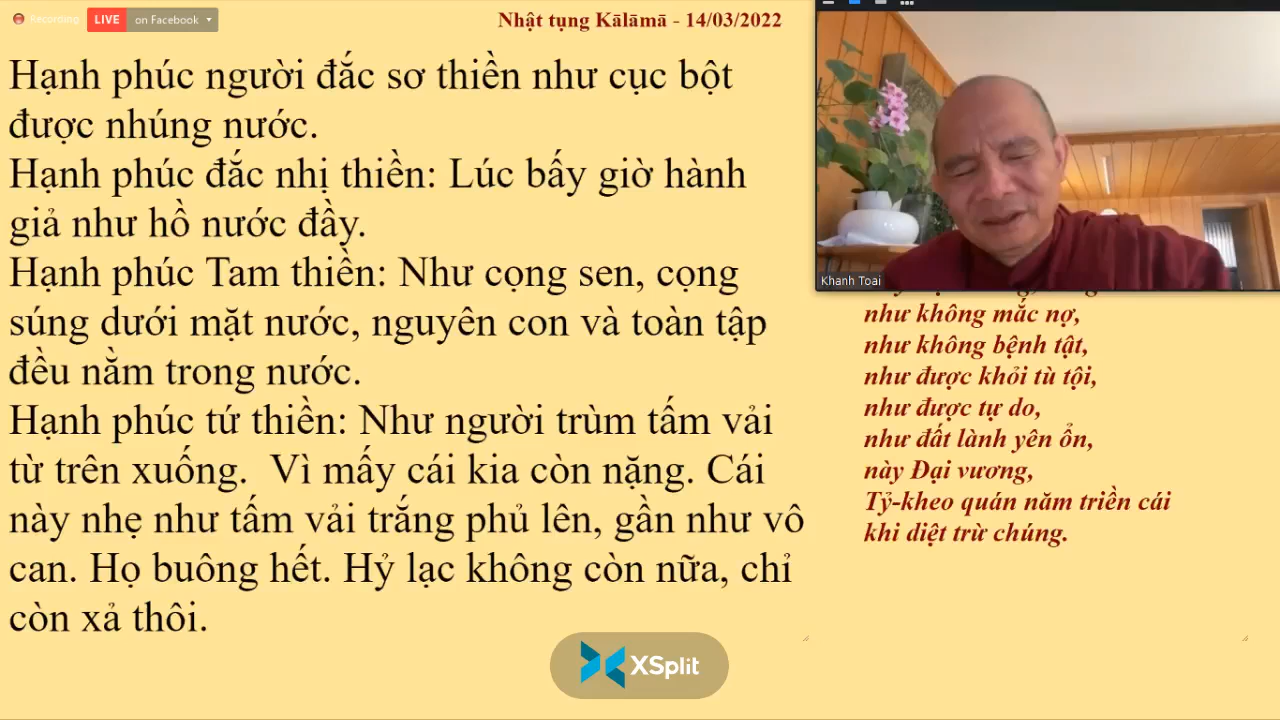 Recording
LIVE on Facebook
Nhật tụng Kālāmā - 14/03/2022
Hạnh phúc người đắc sơ thiền như cục bột
được nhúng nước.
Hạnh phúc đắc nhị thiền: Lúc bấy giờ hành
giả như hồ nước đầy.
Hạnh phúc Tam thiền: Như cọng sen, cọng
súng dưới mặt nước, nguyên con và toàn tập
đều nằm trong nước.
Hạnh phúc tứ thiền: Như người trùm tấm vải
từ trên xuống. Vì mấy cái kia còn nặng. Cái
này nhẹ như tấm vải trắng phủ lên, gần như vô
can. Họ buông hết. Hỷ lạc không còn nữa, chỉ
còn xả thôi.
Khanh Toai
như không mắc nợ,
như không bệnh tật,
như được khỏi tù tội,
như được tự do,
như đất lành yên ổn,
này Đại vương,
Tỷ-kheo quán năm triền cái
khi diệt trừ chúng.
XSplit